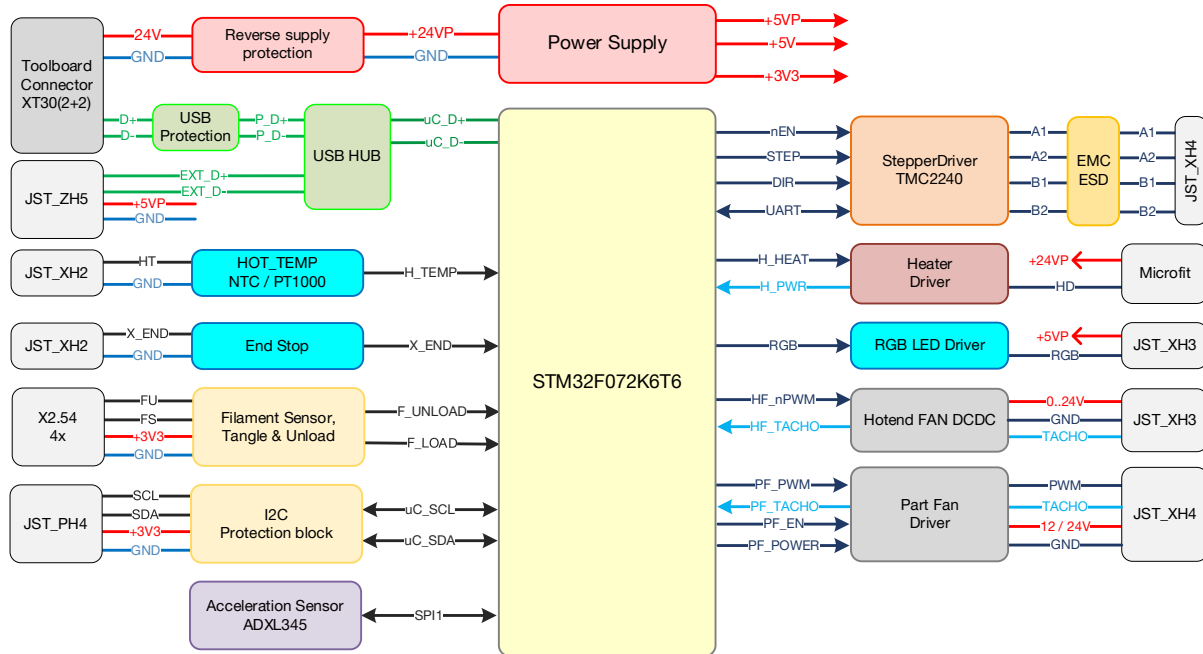 Toolboard
Connector
XT30(2+2)
24V
GND
Reverse supply
protection
+24VP
GND
Power Supply
+5VP
+5V
+3V3
D+
D-
USB
Protection
P_D+
P_D-
USB HUB
uC_D+
uC_D-
JST_ZH5
EXT_D+
EXT_D-
+5VP
GND
JST_XH2
HT
GND
HOT_TEMP
NTC / PT1000
H_TEMP
JST_XH2
X_END
GND
End Stop
X_END
X2.54
4x
FU
FS
+3V3
GND
Filament Sensor,
Tangle & Unload
F_UNLOAD
F_LOAD
JST_PH4
SCL
SDA
+3V3
GND
I2C
Protection block
uC_SCL
uC_SDA
Acceleration Sensor
ADXL345
SPI1
STM32F072K6T6
nEN
STEP
DIR
UART
StepperDriver
TMC2240
A1
A2
B1
B2
EMC
ESD
A1
A2
B1
B2
JST_XH4
H_HEAT
H_PWR
Heater
Driver
+24VP
HD
Microfit
RGB
RGB LED Driver
+5VP
RGB
JST_XH3
HF_nPWM
HF_TACHO
Hotend FAN DCDC
0..24V
GND
TACHO
JST_XH3
PF_PWM
PF_TACHO
PF_EN
PF_POWER
Part Fan
Driver
PWM
TACHO
12 / 24V
GND
JST_XH4